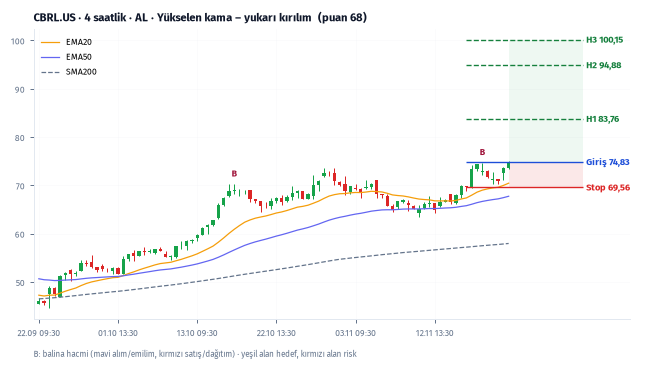 CBRL.US · 4 saatlik · AL · Yükselen kama – yukarı kırılım  (puan 68)
100
90
80
70
60
50
EMA20
EMA50
SMA200
B
B
H3 100,15
H2 94,88
H1 83,76
Giriş 74,83
Stop 69,56
22.09 09:30
01.10 13:30
13.10 09:30
22.10 13:30
03.11 09:30
12.11 13:30
B: balina hacmi (mavi alım/emilim, kırmızı satış/dağıtım) · yeşil alan hedef, kırmızı alan risk